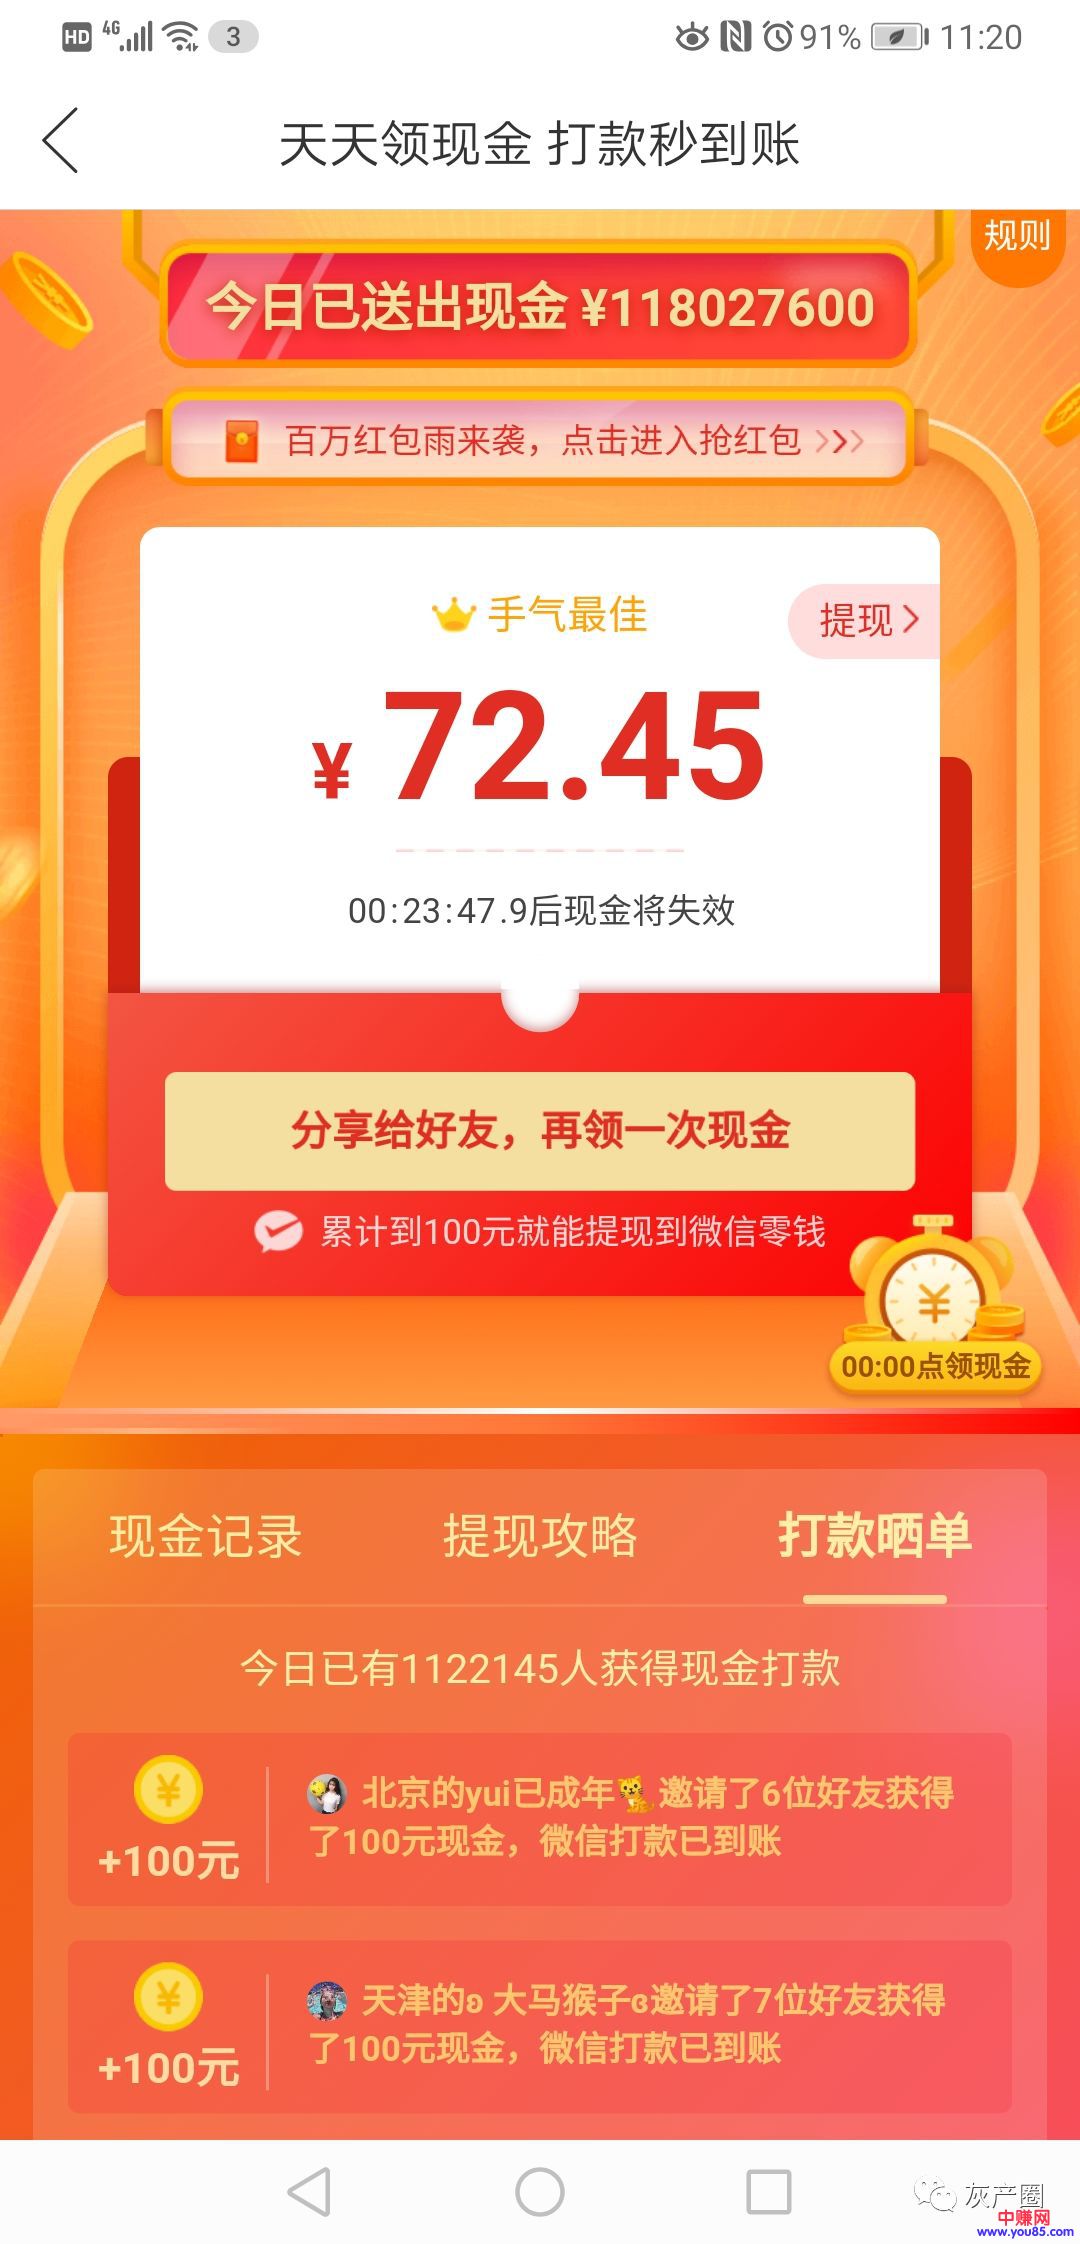 HD 4G 3 91% 11:20
天天领现金 打款秒到账
规则
今日已送出现金 ¥118027600
百万红包雨来袭，点击进入抢红包
手气最佳
提现
¥ 72.45
00:23:47.9后现金将失效
分享给好友，再领一次现金
累计到100元就能提现到微信零钱
¥
00:00点领现金
现金记录 提现攻略 打款晒单
今日已有1122145人获得现金打款
¥
+100元
北京的yui已成年🐅邀请了6位好友获得
了100元现金，微信打款已到账
¥
+100元
天津的ʚ 大马猴子ɞ邀请了7位好友获得
了100元现金，微信打款已到账
灰产圈
中赚网
www.you85.com